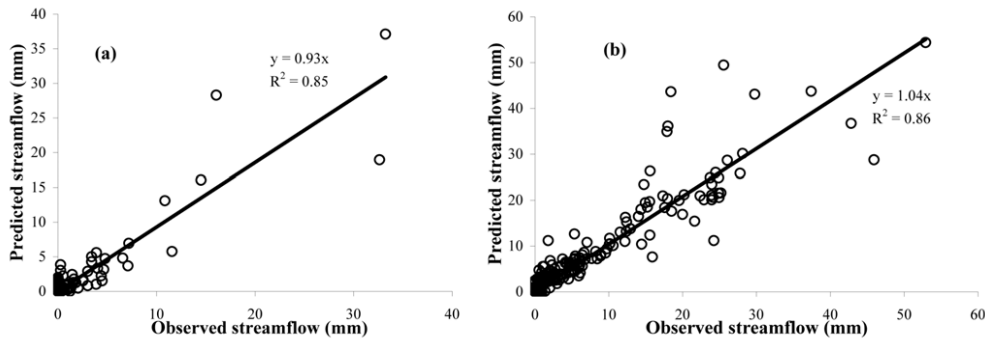 (a)
y = 0.93x
R² = 0.85
Predicted streamflow (mm)
40
35
30
25
20
15
10
5
0
0 10 20 30 40
Observed streamflow (mm)
(b)
y = 1.04x
R² = 0.86
Predicted streamflow (mm)
60
50
40
30
20
10
0
0 10 20 30 40 50 60
Observed streamflow (mm)